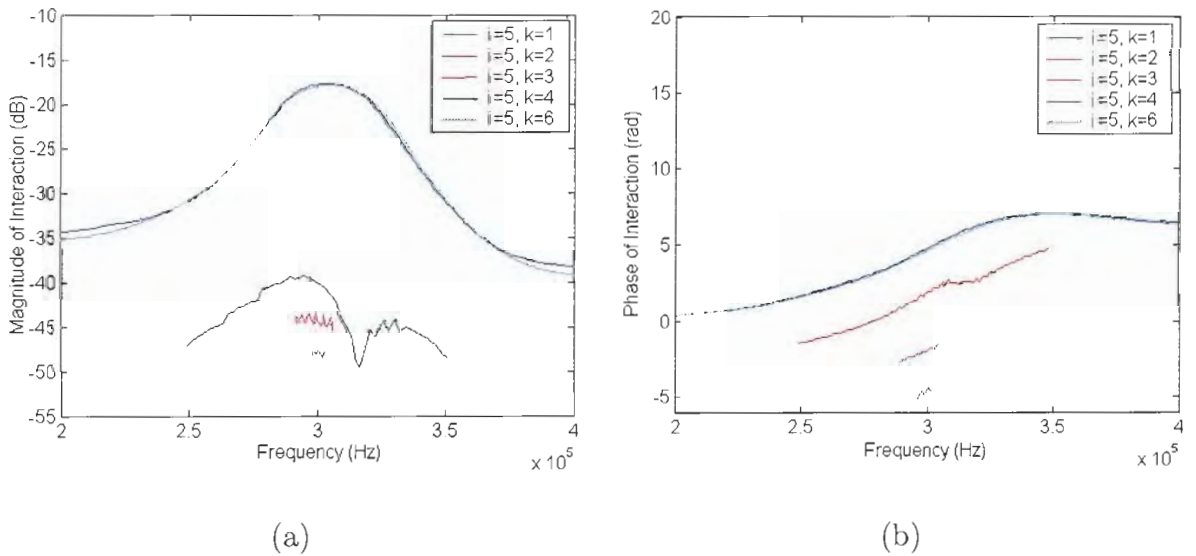 -10
-15
-20
-25
-30
-35
-40
-45
-50
-55
Magnitude of Interaction (dB)
i=5, k=1
i=5, k=2
i=5, k=3
i=5, k=4
i=5, k=6
2
2.5
3
3.5
4
Frequency (Hz)
x 10^5
(a)
20
15
10
5
0
-5
Phase of Interaction (rad)
i=5, k=1
i=5, k=2
i=5, k=3
i=5, k=4
i=5, k=6
2
2.5
3
3.5
4
Frequency (Hz)
x 10^5
(b)